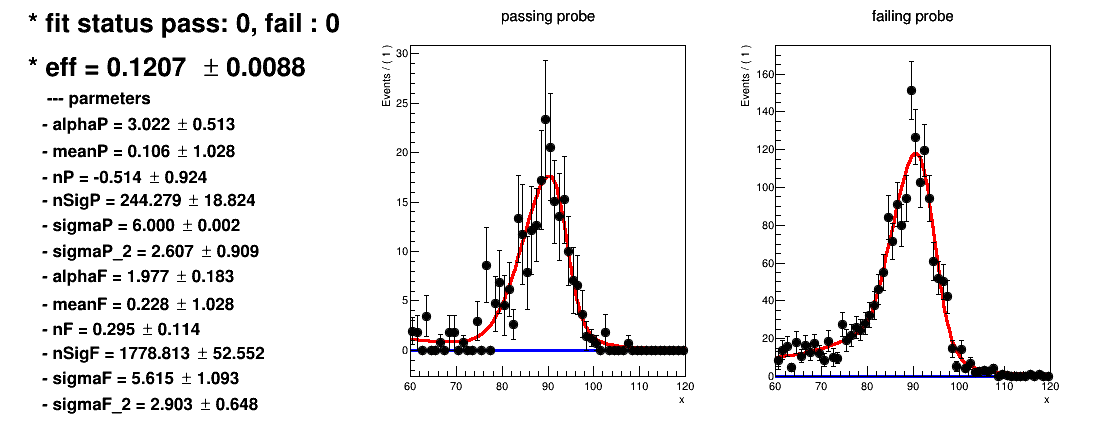 * fit status pass: 0, fail : 0
* eff = 0.1207 ± 0.0088
--- parmeters
- alphaP = 3.022 ± 0.513
- meanP = 0.106 ± 1.028
- nP = -0.514 ± 0.924
- nSigP = 244.279 ± 18.824
- sigmaP = 6.000 ± 0.002
- sigmaP_2 = 2.607 ± 0.909
- alphaF = 1.977 ± 0.183
- meanF = 0.228 ± 1.028
- nF = 0.295 ± 0.114
- nSigF = 1778.813 ± 52.552
- sigmaF = 5.615 ± 1.093
- sigmaF_2 = 2.903 ± 0.648
passing probe
Events / ( 1 )
30
25
20
15
10
5
0
60 70 80 90 100 110 120
x
failing probe
Events / ( 1 )
160
140
120
100
80
60
40
20
0
60 70 80 90 100 110 120
x